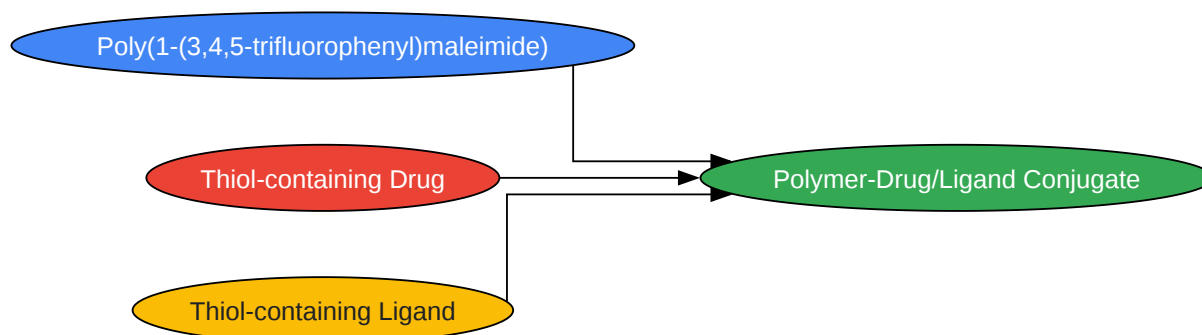 Poly(1-(3,4,5-trifluorophenyl)maleimide)
Thiol-containing Drug
Polymer-Drug/Ligand Conjugate
Thiol-containing Ligand